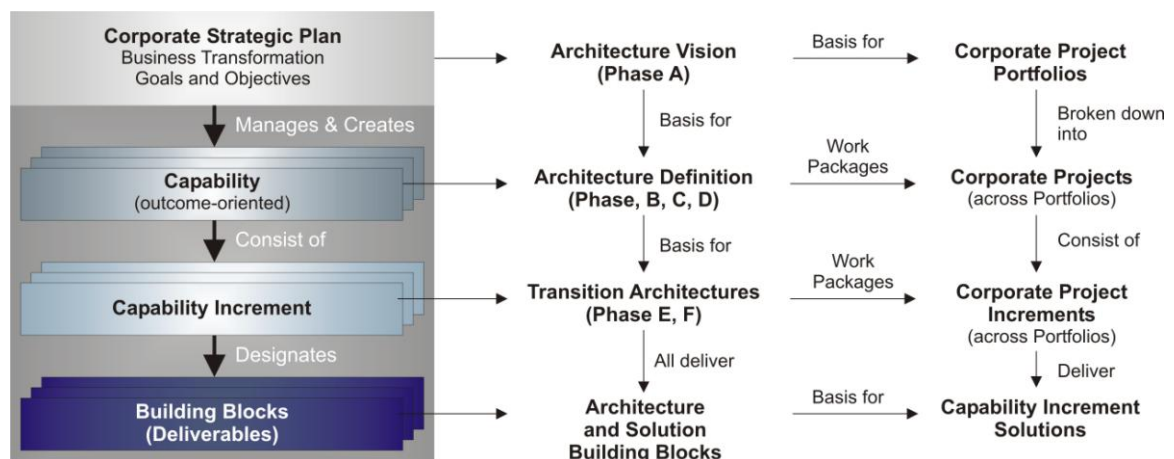 Corporate Strategic Plan
Business Transformation
Goals and Objectives
Manages & Creates
Capability
(outcome-oriented)
Consist of
Capability Increment
Designates
Building Blocks
(Deliverables)
Architecture Vision
(Phase A)
Basis for
Architecture Definition
(Phase, B, C, D)
Basis for
Transition Architectures
(Phase E, F)
All deliver
Architecture
and Solution
Building Blocks
Basis for
Work
Packages
Work
Packages
Basis for
Corporate Project
Portfolios
Broken down
into
Corporate Projects
(across Portfolios)
Consist of
Corporate Project
Increments
(across Portfolios)
Deliver
Capability Increment
Solutions